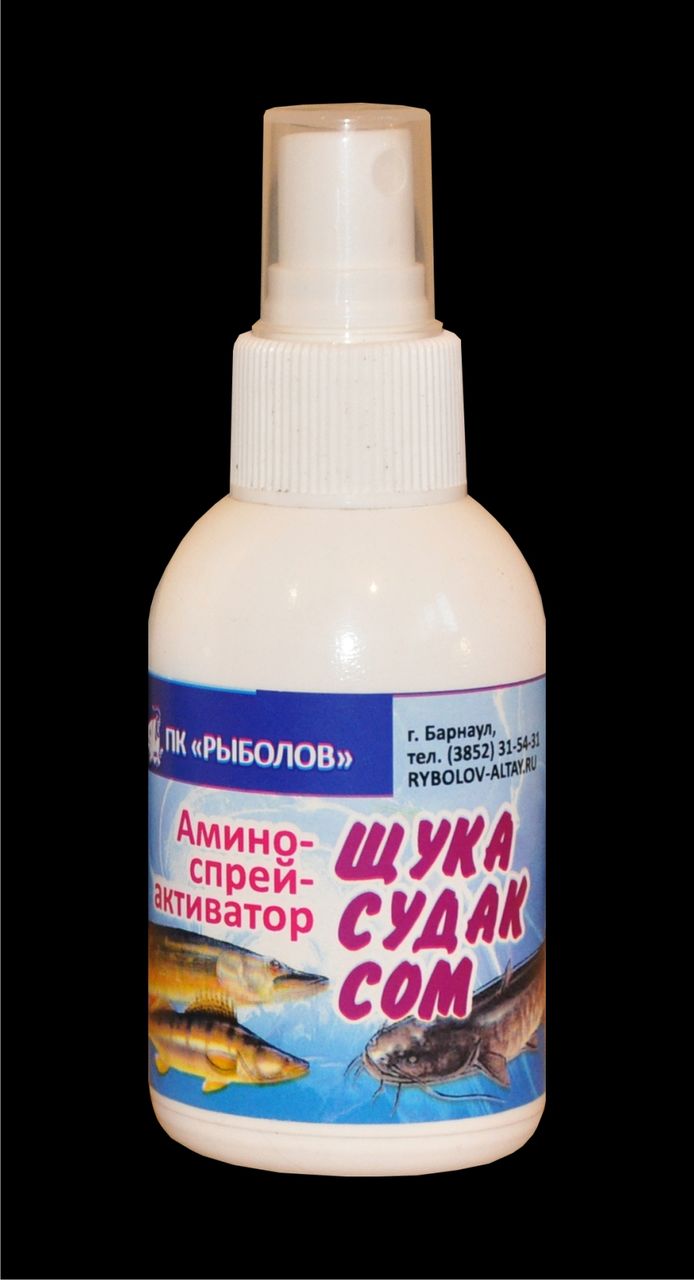 ПК «РЫБОЛОВ»
г. Барнаул,
тел. (3852) 31-54-31
RYBOLOV-ALTAY.RU
Амино-
спрей-
активатор
ЩУКА
СУДАК
СОМ